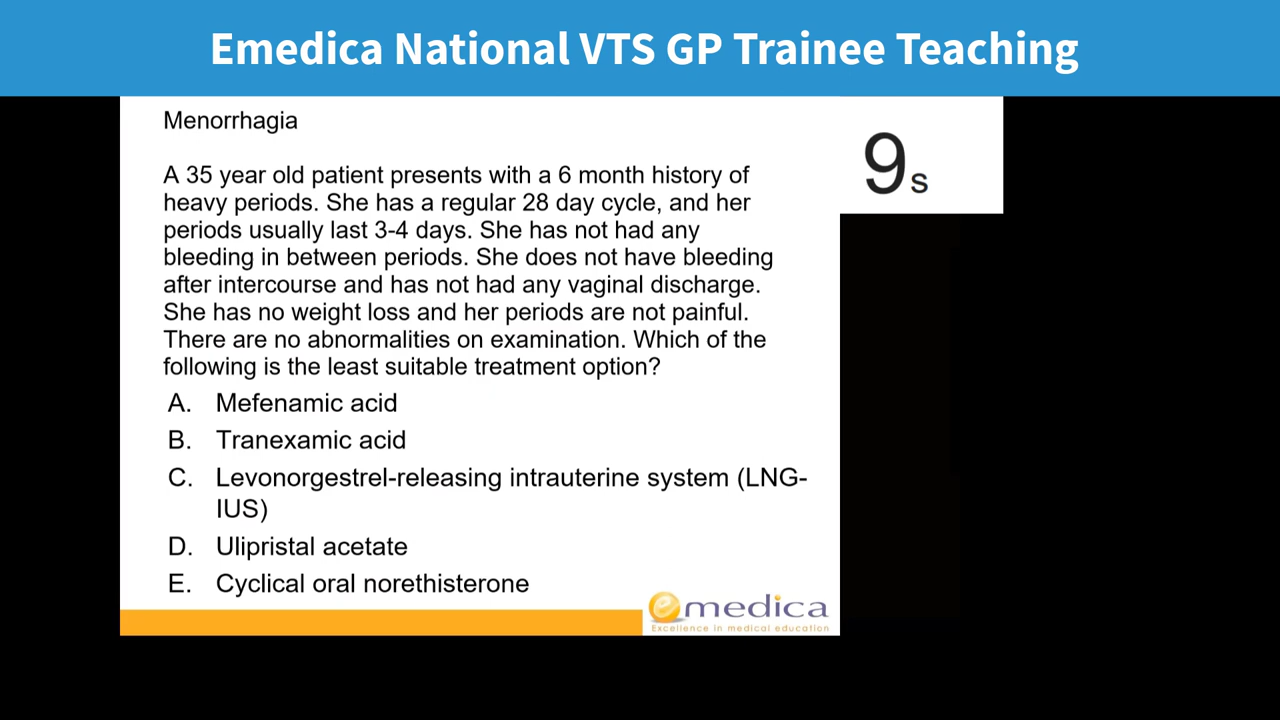 Emedica National VTS GP Trainee Teaching
Menorrhagia
9s
A 35 year old patient presents with a 6 month history of
heavy periods. She has a regular 28 day cycle, and her
periods usually last 3-4 days. She has not had any
bleeding in between periods. She does not have bleeding
after intercourse and has not had any vaginal discharge.
She has no weight loss and her periods are not painful.
There are no abnormalities on examination. Which of the
following is the least suitable treatment option?
A. Mefenamic acid
B. Tranexamic acid
C. Levonorgestrel-releasing intrauterine system (LNG-
IUS)
D. Ulipristal acetate
E. Cyclical oral norethisterone
emedica
Excellence in medical education